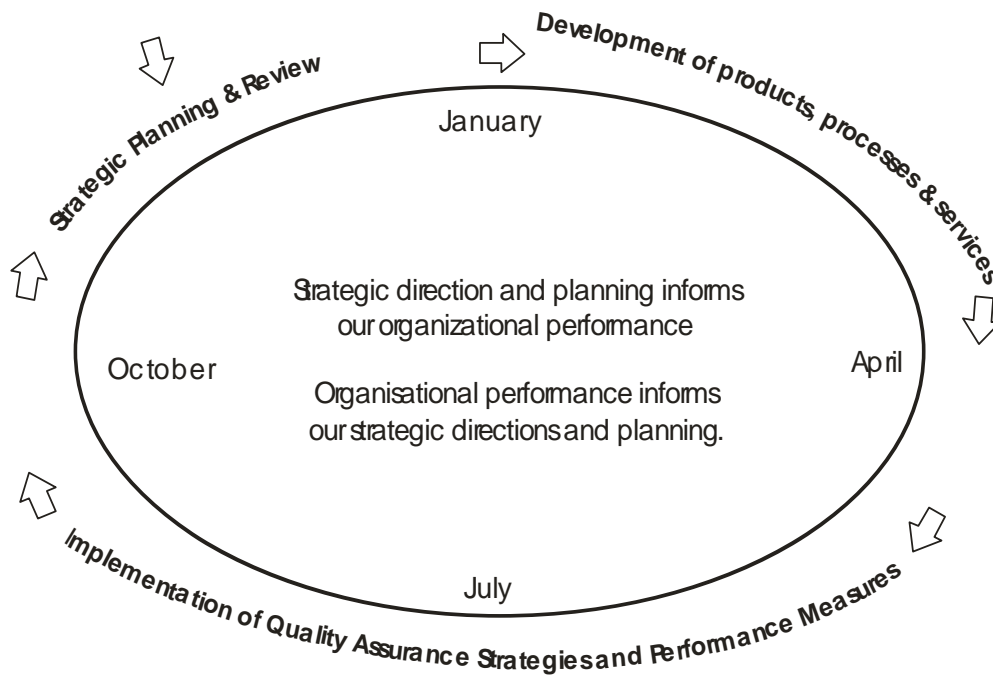 Strategic Planning & Review
Development of products, processes & services
January
Strategic direction and planning informs
our organizational performance
October
April
Organisational performance informs
our strategic directions and planning.
July
Implementation of Quality Assurance Strategies and Performance Measures